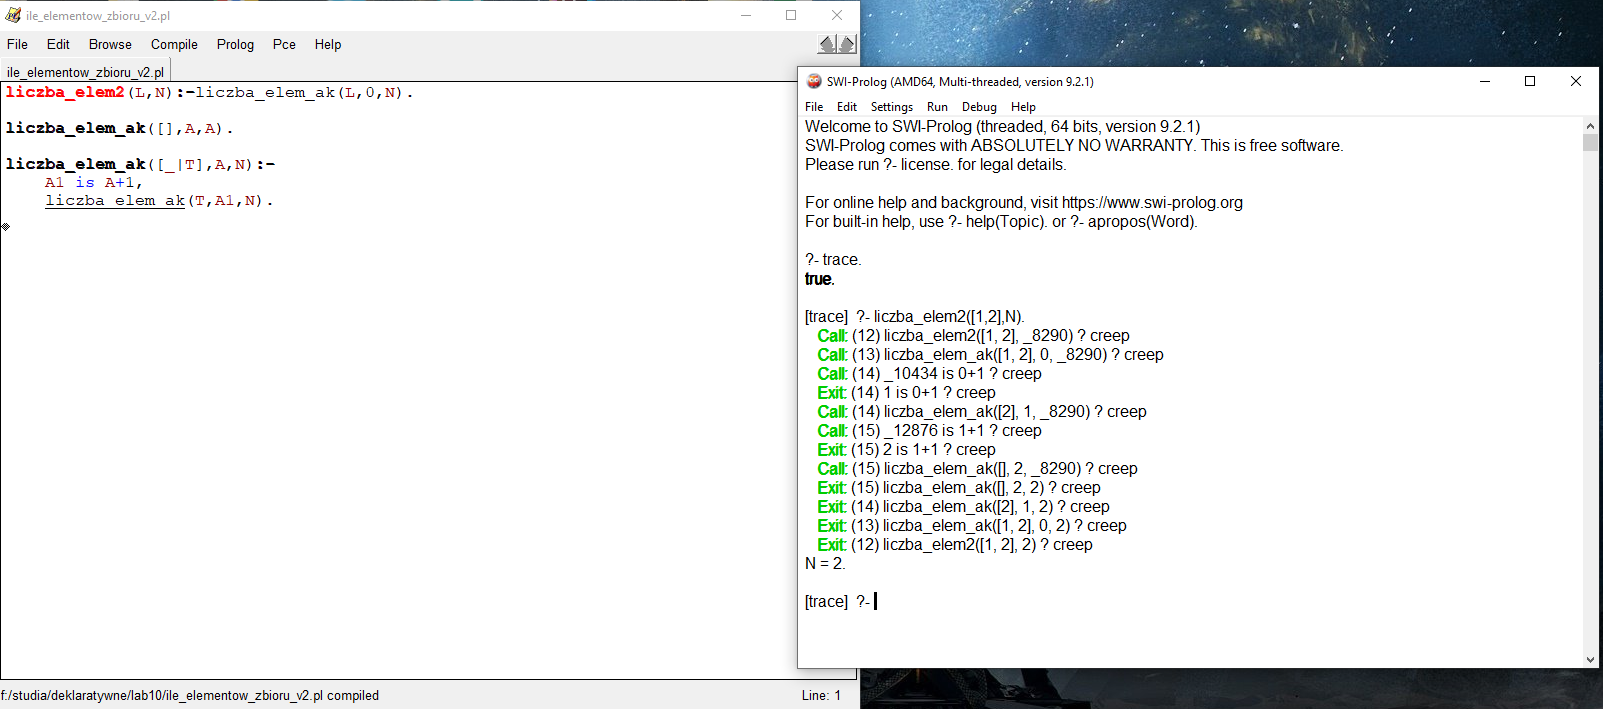 ile_elementow_zbioru_v2.pl
File Edit Browse Compile Prolog Pce Help
ile_elementow_zbioru_v2.pl
liczba_elem2(L,N):-liczba_elem_ak(L,0,N).
liczba_elem_ak([],A,A).
liczba_elem_ak([_|T],A,N):-
A1 is A+1,
liczba_elem_ak(T,A1,N).
f:/studia/deklaratywne/lab10/ile_elementow_zbioru_v2.pl compiled
Line: 1
SWI-Prolog (AMD64, Multi-threaded, version 9.2.1)
File Edit Settings Run Debug Help
Welcome to SWI-Prolog (threaded, 64 bits, version 9.2.1)
SWI-Prolog comes with ABSOLUTELY NO WARRANTY. This is free software.
Please run ?- license. for legal details.
For online help and background, visit https://www.swi-prolog.org
For built-in help, use ?- help(Topic). or ?- apropos(Word).
?- trace.
true.
[trace]  ?- liczba_elem2([1,2],N).
Call: (12) liczba_elem2([1, 2], _8290) ? creep
Call: (13) liczba_elem_ak([1, 2], 0, _8290) ? creep
Call: (14) _10434 is 0+1 ? creep
Exit: (14) 1 is 0+1 ? creep
Call: (14) liczba_elem_ak([2], 1, _8290) ? creep
Call: (15) _12876 is 1+1 ? creep
Exit: (15) 2 is 1+1 ? creep
Call: (15) liczba_elem_ak([], 2, _8290) ? creep
Exit: (15) liczba_elem_ak([], 2, 2) ? creep
Exit: (14) liczba_elem_ak([2], 1, 2) ? creep
Exit: (13) liczba_elem_ak([1, 2], 0, 2) ? creep
Exit: (12) liczba_elem2([1, 2], 2) ? creep
N = 2.
[trace]  ?-